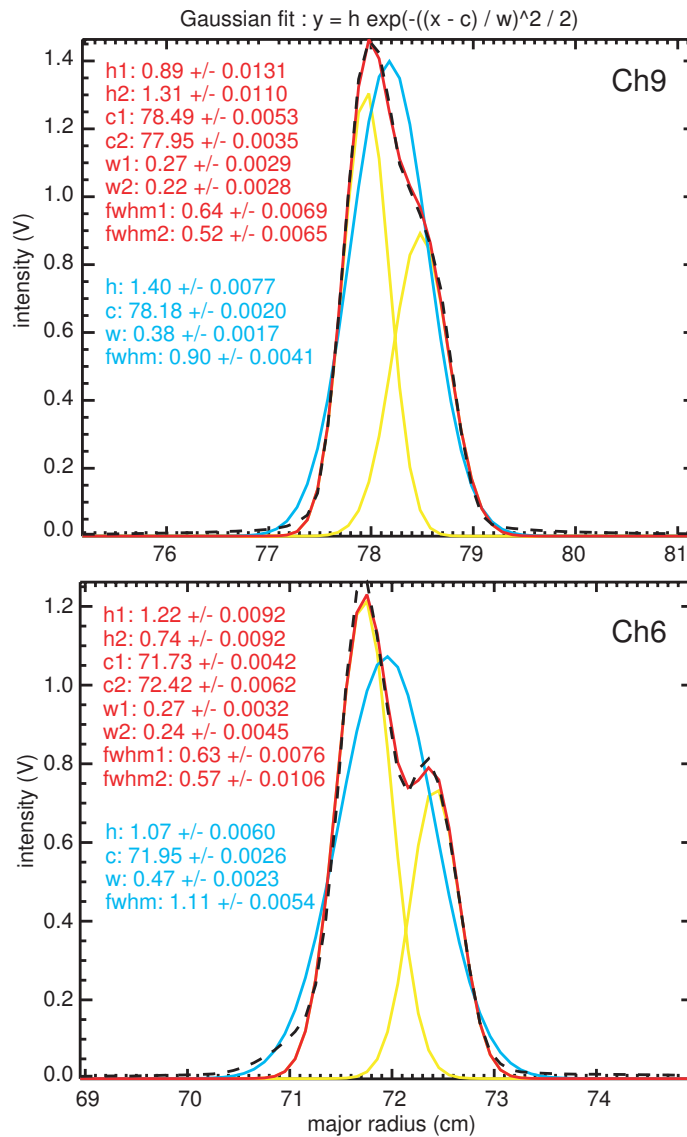 Gaussian fit : y = h exp(-((x - c) / w)^2 / 2)
Ch9
h1: 0.89 +/- 0.0131
h2: 1.31 +/- 0.0110
c1: 78.49 +/- 0.0053
c2: 77.95 +/- 0.0035
w1: 0.27 +/- 0.0029
w2: 0.22 +/- 0.0028
fwhm1: 0.64 +/- 0.0069
fwhm2: 0.52 +/- 0.0065
h: 1.40 +/- 0.0077
c: 78.18 +/- 0.0020
w: 0.38 +/- 0.0017
fwhm: 0.90 +/- 0.0041
intensity (V)
1.4
1.2
1.0
0.8
0.6
0.4
0.2
0.0
76 77 78 79 80 81
Ch6
h1: 1.22 +/- 0.0092
h2: 0.74 +/- 0.0092
c1: 71.73 +/- 0.0042
c2: 72.42 +/- 0.0062
w1: 0.27 +/- 0.0032
w2: 0.24 +/- 0.0045
fwhm1: 0.63 +/- 0.0076
fwhm2: 0.57 +/- 0.0106
h: 1.07 +/- 0.0060
c: 71.95 +/- 0.0026
w: 0.47 +/- 0.0023
fwhm: 1.11 +/- 0.0054
intensity (V)
1.2
1.0
0.8
0.6
0.4
0.2
0.0
69 70 71 72 73 74
major radius (cm)